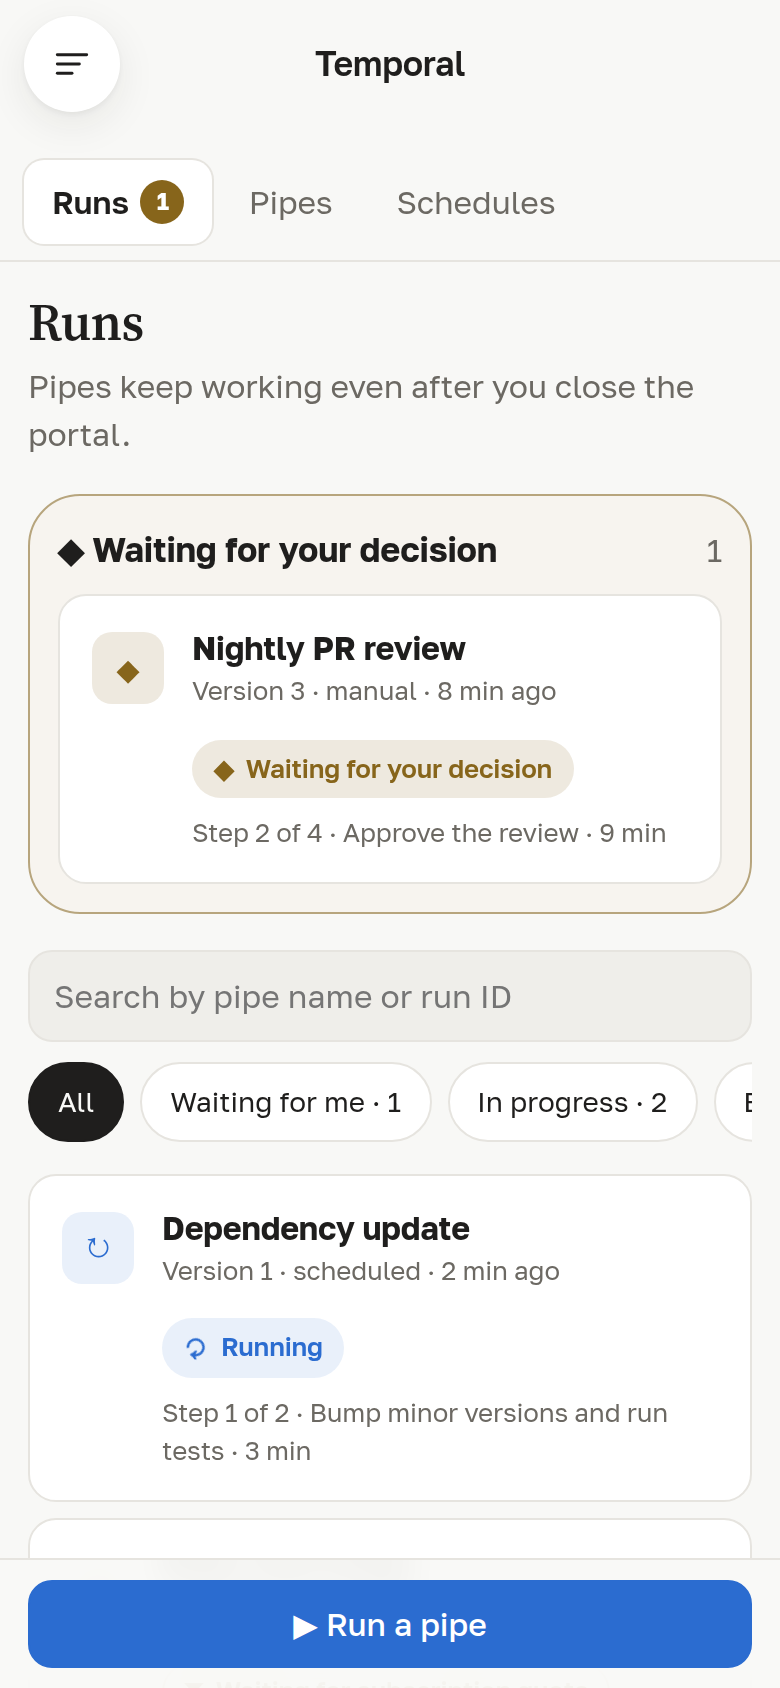 Temporal
Runs 1
Pipes
Schedules
Runs
Pipes keep working even after you close the
portal.
◆ Waiting for your decision 1
Nightly PR review
Version 3 · manual · 8 min ago
◆ Waiting for your decision
Step 2 of 4 · Approve the review · 9 min
Search by pipe name or run ID
All
Waiting for me · 1
In progress · 2
Dependency update
Version 1 · scheduled · 2 min ago
Running
Step 1 of 2 · Bump minor versions and run
tests · 3 min
▶ Run a pipe